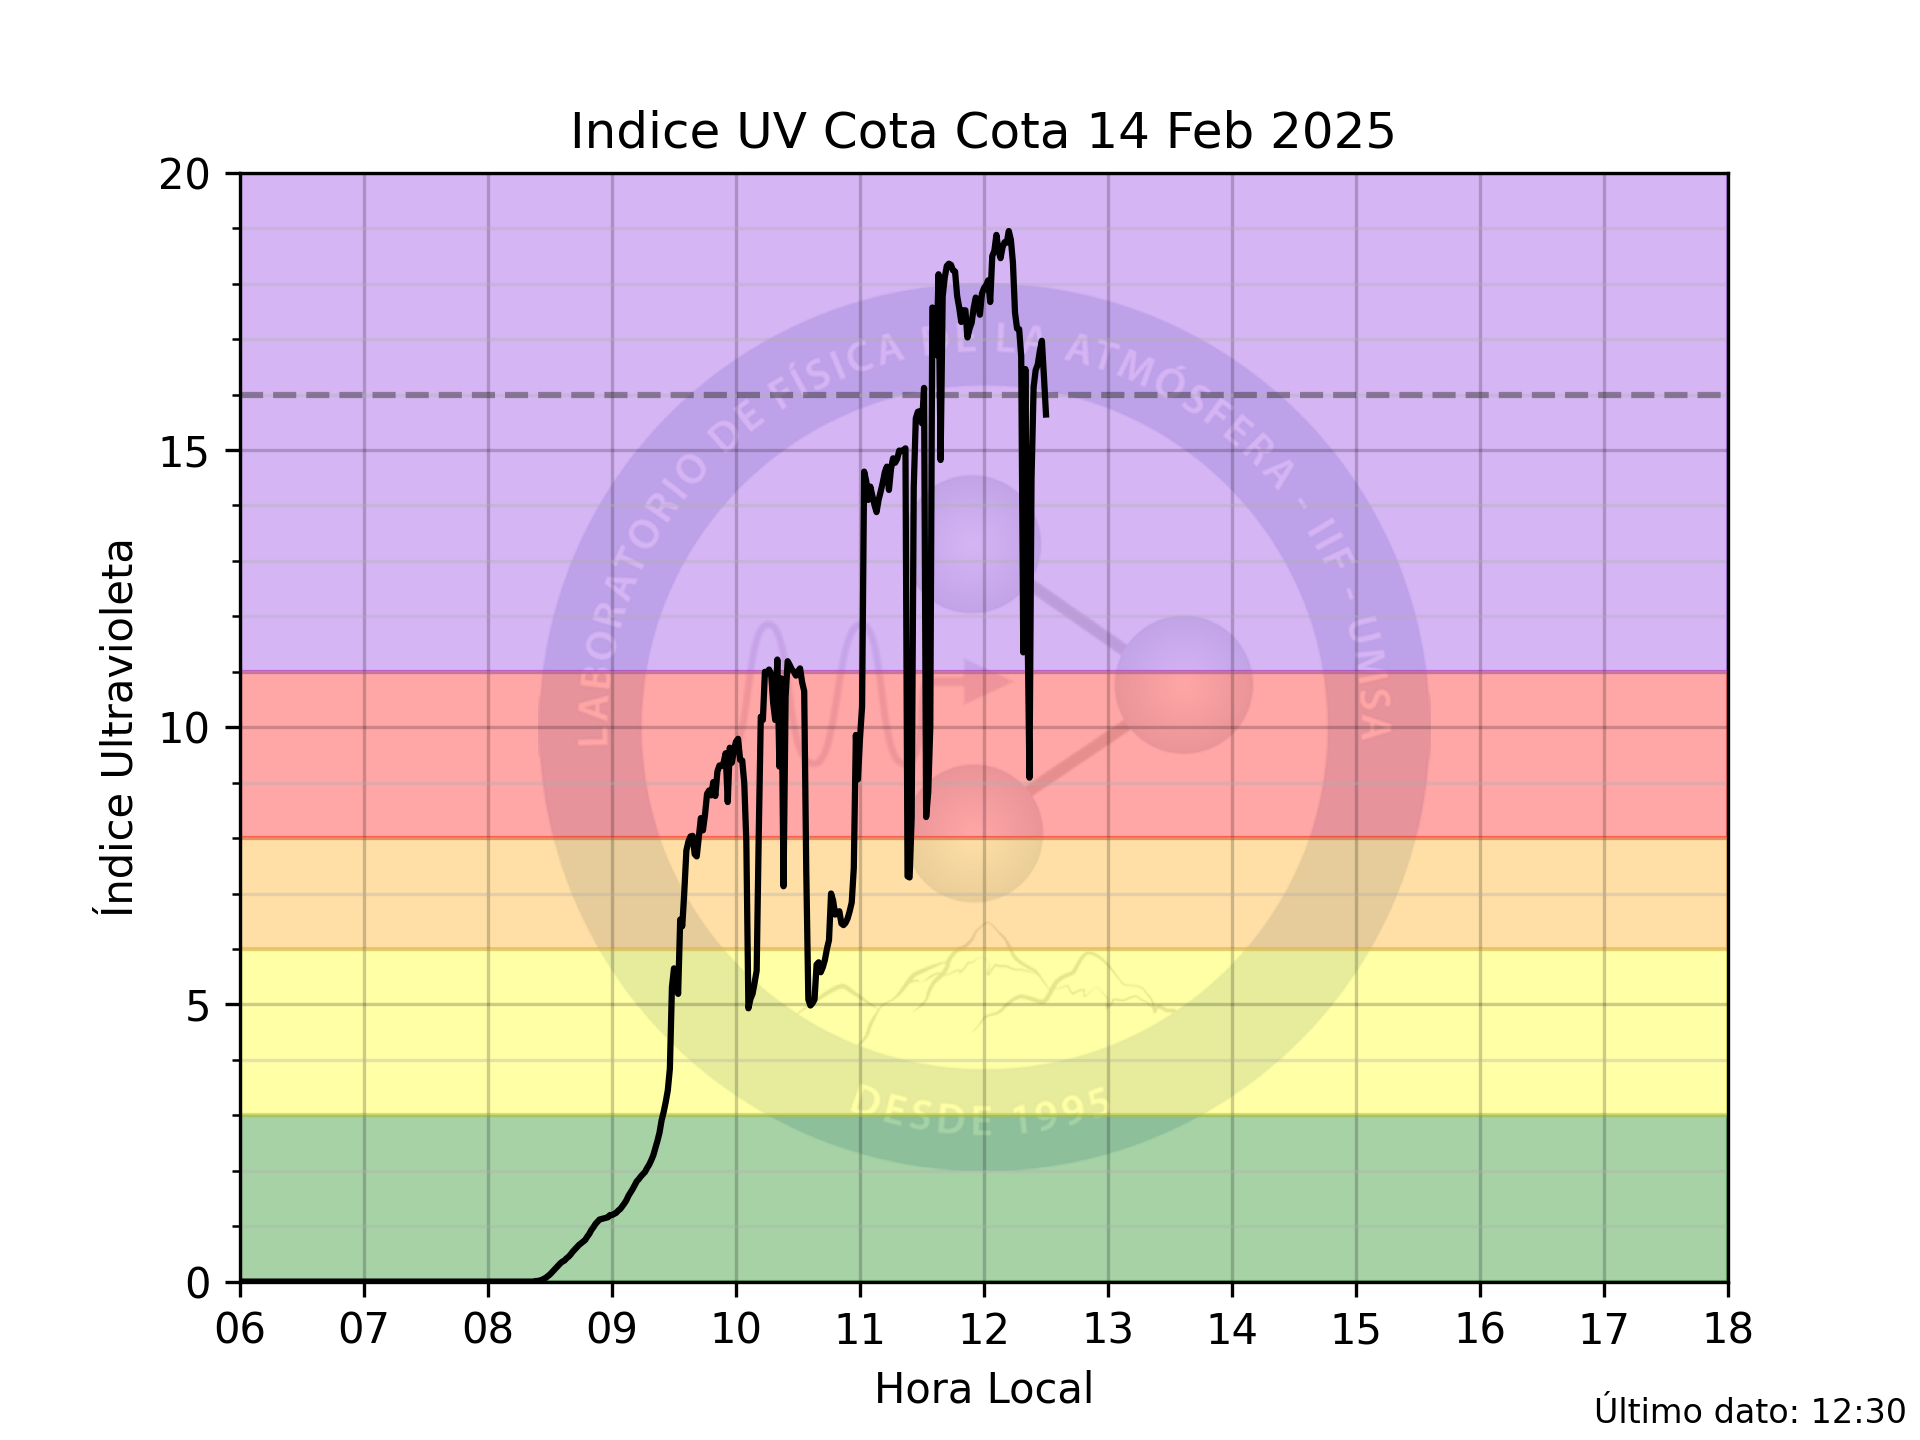 Indice UV Cota Cota 14 Feb 2025
20
15
10
5
0
Índice Ultravioleta
LABORATORIO DE FÍSICA DE LA ATMÓSFERA - IIF - UMSA
DESDE 1995
06 07 08 09 10 11 12 13 14 15 16 17 18
Hora Local
Último dato: 12:30